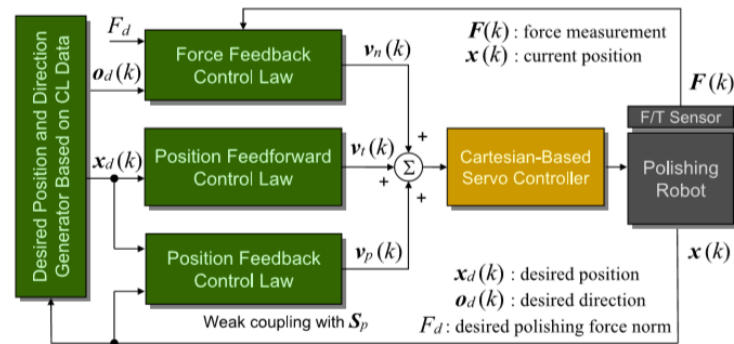 Desired Position and Direction
Generator Based on CL Data
F_d
o_d(k)
x_d(k)
Force Feedback
Control Law
Position Feedforward
Control Law
Position Feedback
Control Law
Weak coupling with S_p
v_n(k)
v_t(k)
v_p(k)
+
Σ
+
+
Cartesian-Based
Servo Controller
F(k) : force measurement
x(k) : current position
F(k)
F/T Sensor
Polishing
Robot
x(k)
x_d(k) : desired position
o_d(k) : desired direction
F_d : desired polishing force norm